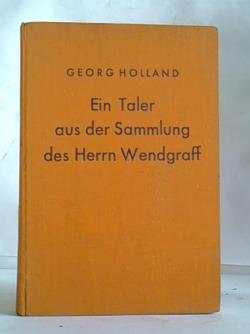 GEORG HOLLAND
Ein Taler
aus der Sammlung
des Herrn Wendgraff